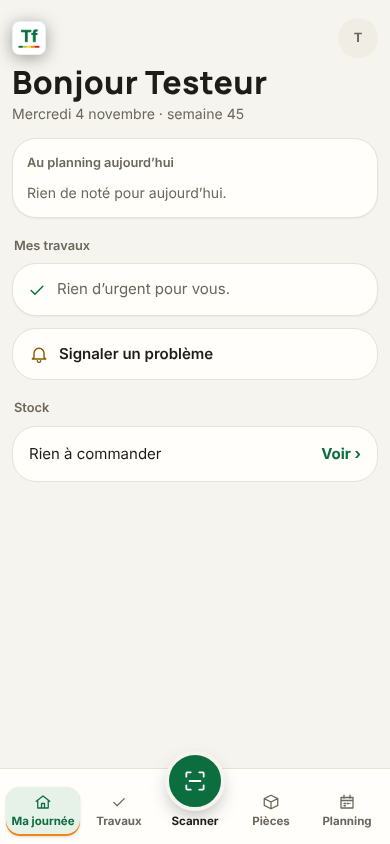 Tf
T
Bonjour Testeur
Mercredi 4 novembre · semaine 45
Au planning aujourd’hui
Rien de noté pour aujourd’hui.
Mes travaux
Rien d’urgent pour vous.
Signaler un problème
Stock
Rien à commander Voir ›
Ma journée Travaux Scanner Pièces Planning